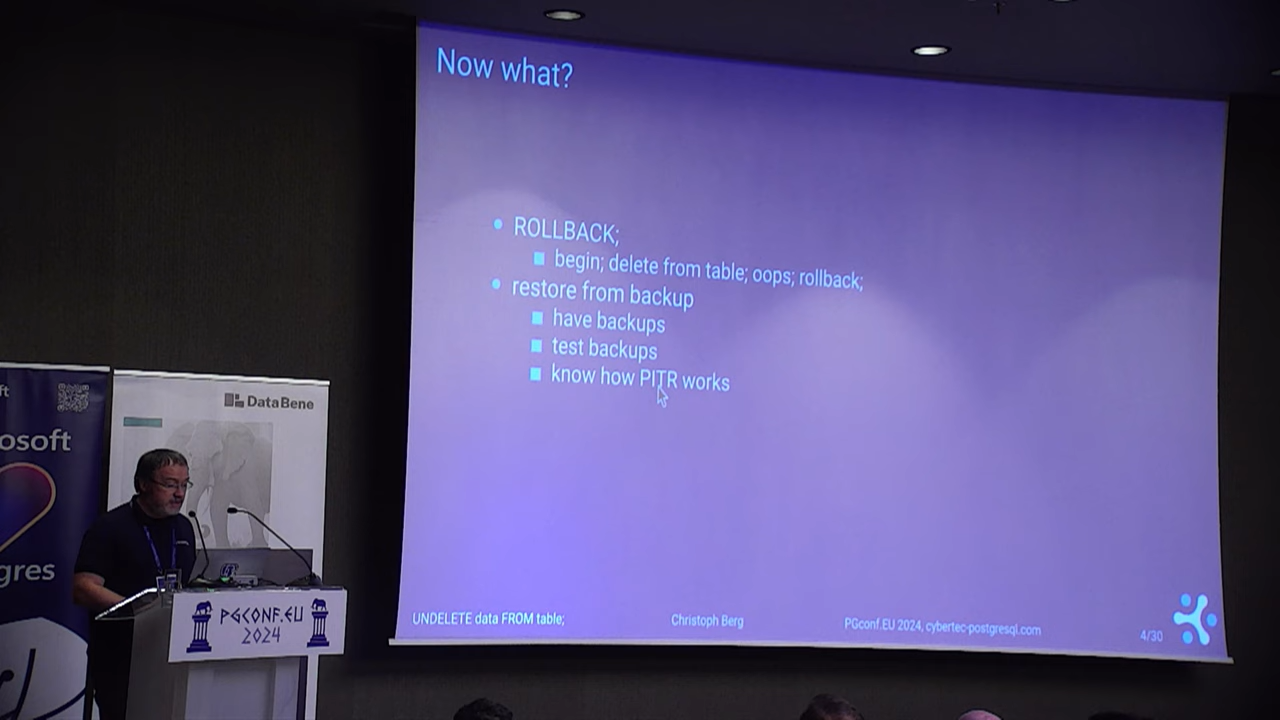 Now what?
ROLLBACK;
begin; delete from table; oops; rollback;
restore from backup
have backups
test backups
know how PITR works
UNDELETE data FROM table;
Christoph Berg
PGconf.EU 2024, cybertec-postgresql.com
4/30
ft
osoft
gres
DataBene
PGCONF.EU
2024